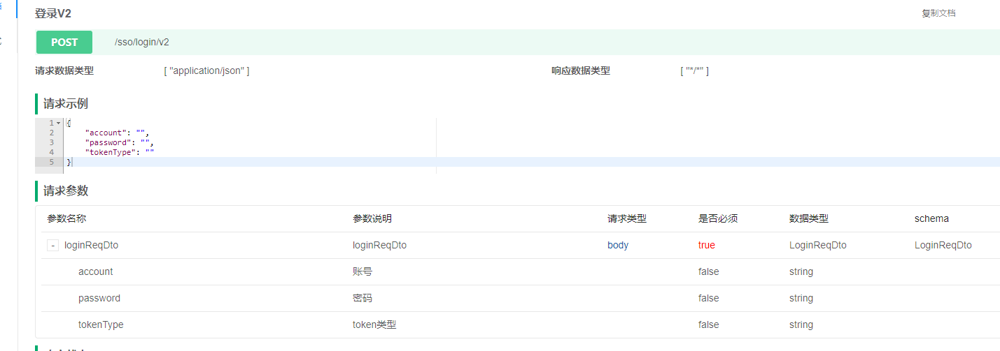 登录V2 复制文档
POST /sso/login/v2
请求数据类型 [ "application/json" ] 响应数据类型 [ "*/*" ]
请求示例
1 {
2 "account": "",
3 "password": "",
4 "tokenType": ""
5 }
请求参数
参数名称 参数说明 请求类型 是否必须 数据类型 schema
- loginReqDto loginReqDto body true LoginReqDto LoginReqDto
account 账号 false string
password 密码 false string
tokenType token类型 false string